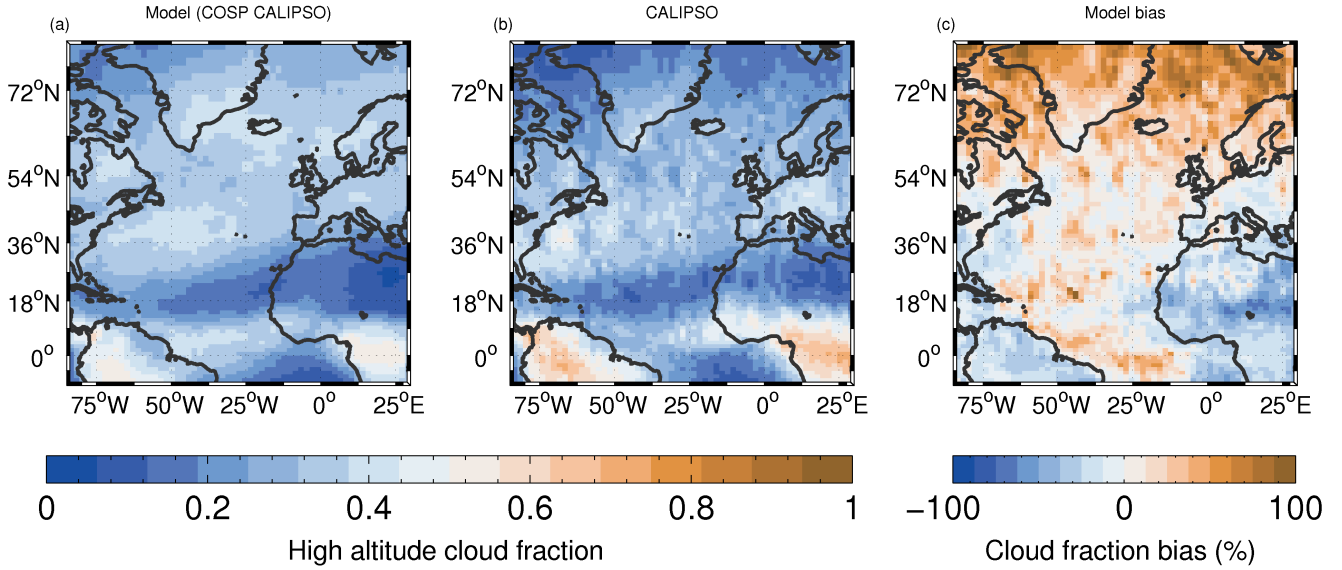 (a) Model (COSP CALIPSO)
(b) CALIPSO
(c) Model bias
72°N 72°N 72°N
54°N 54°N 54°N
36°N 36°N 36°N
18°N 18°N 18°N
0° 0° 0°
75°W 50°W 25°W 0° 25°E 75°W 50°W 25°W 0° 25°E 75°W 50°W 25°W 0° 25°E
0 0.2 0.4 0.6 0.8 1 −100 0 100
High altitude cloud fraction Cloud fraction bias (%)